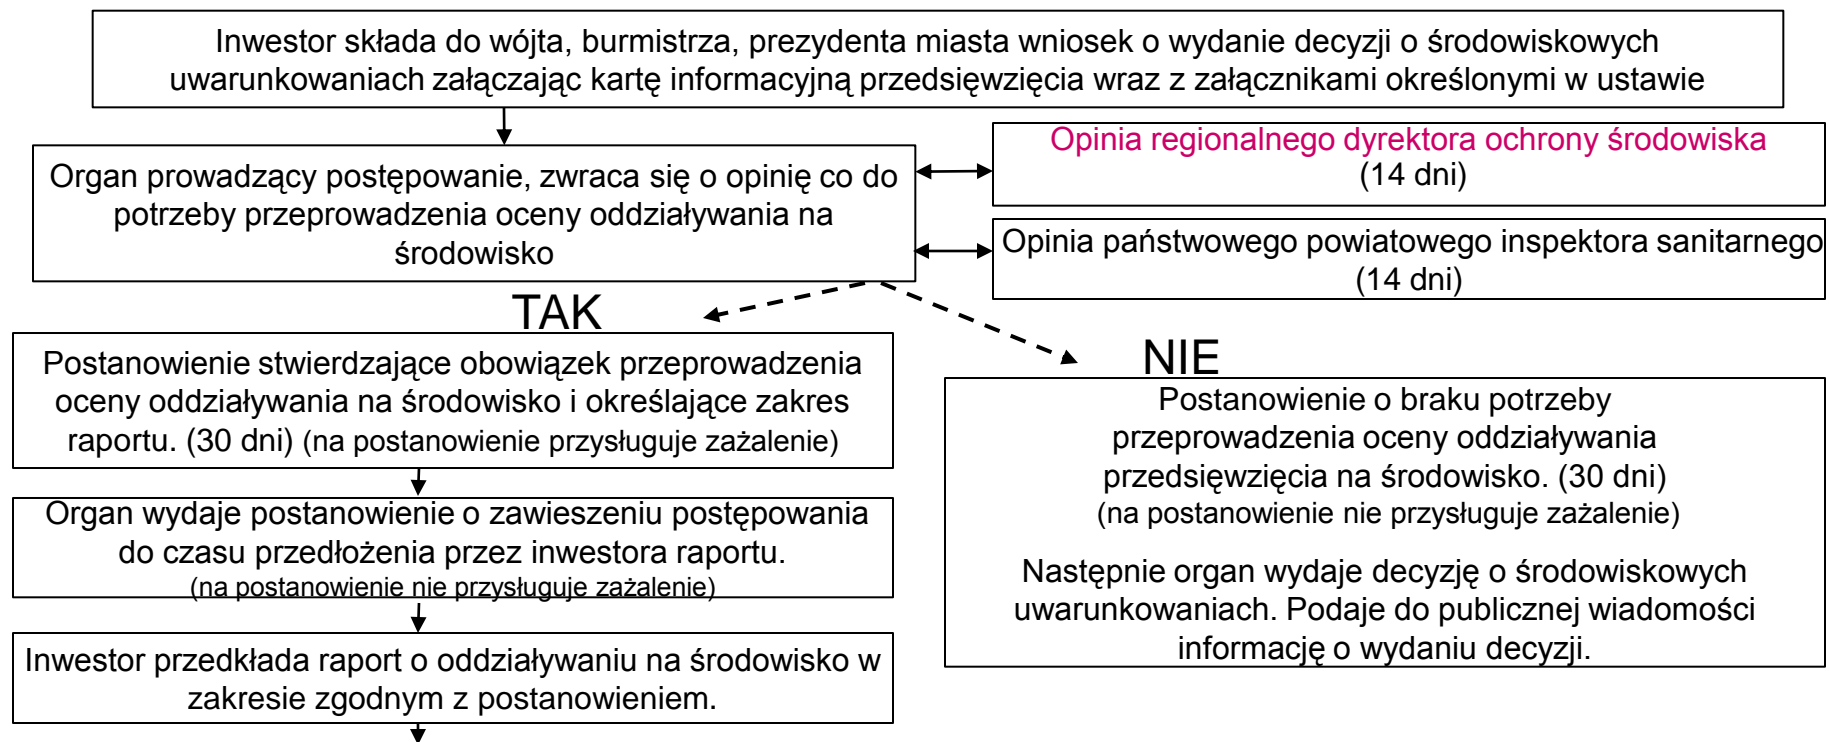 Inwestor składa do wójta, burmistrza, prezydenta miasta wniosek o wydanie decyzji o środowiskowych
uwarunkowaniach załączając kartę informacyjną przedsięwzięcia wraz z załącznikami określonymi w ustawie
Organ prowadzący postępowanie, zwraca się o opinię co do
potrzeby przeprowadzenia oceny oddziaływania na
środowisko
Opinia regionalnego dyrektora ochrony środowiska
(14 dni)
Opinia państwowego powiatowego inspektora sanitarnego
(14 dni)
TAK
Postanowienie stwierdzające obowiązek przeprowadzenia
oceny oddziaływania na środowisko i określające zakres
raportu. (30 dni) (na postanowienie przysługuje zażalenie)
Organ wydaje postanowienie o zawieszeniu postępowania
do czasu przedłożenia przez inwestora raportu.
(na postanowienie nie przysługuje zażalenie)
Inwestor przedkłada raport o oddziaływaniu na środowisko w
zakresie zgodnym z postanowieniem.
NIE
Postanowienie o braku potrzeby
przeprowadzenia oceny oddziaływania
przedsięwzięcia na środowisko. (30 dni)
(na postanowienie nie przysługuje zażalenie)
Następnie organ wydaje decyzję o środowiskowych
uwarunkowaniach. Podaje do publicznej wiadomości
informację o wydaniu decyzji.